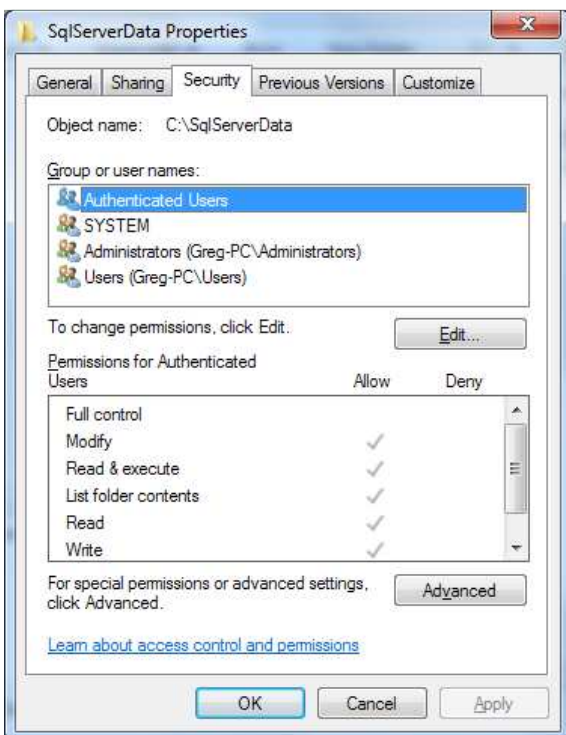 SqlServerData Properties
General Sharing Security Previous Versions Customize
Object name: C:\SqlServerData
Group or user names:
Authenticated Users
SYSTEM
Administrators (Greg-PC\Administrators)
Users (Greg-PC\Users)
To change permissions, click Edit.
Edit...
Permissions for Authenticated
Users Allow Deny
Full control
Modify
Read & execute
List folder contents
Read
Write
For special permissions or advanced settings,
click Advanced.
Advanced
Learn about access control and permissions
OK Cancel Apply